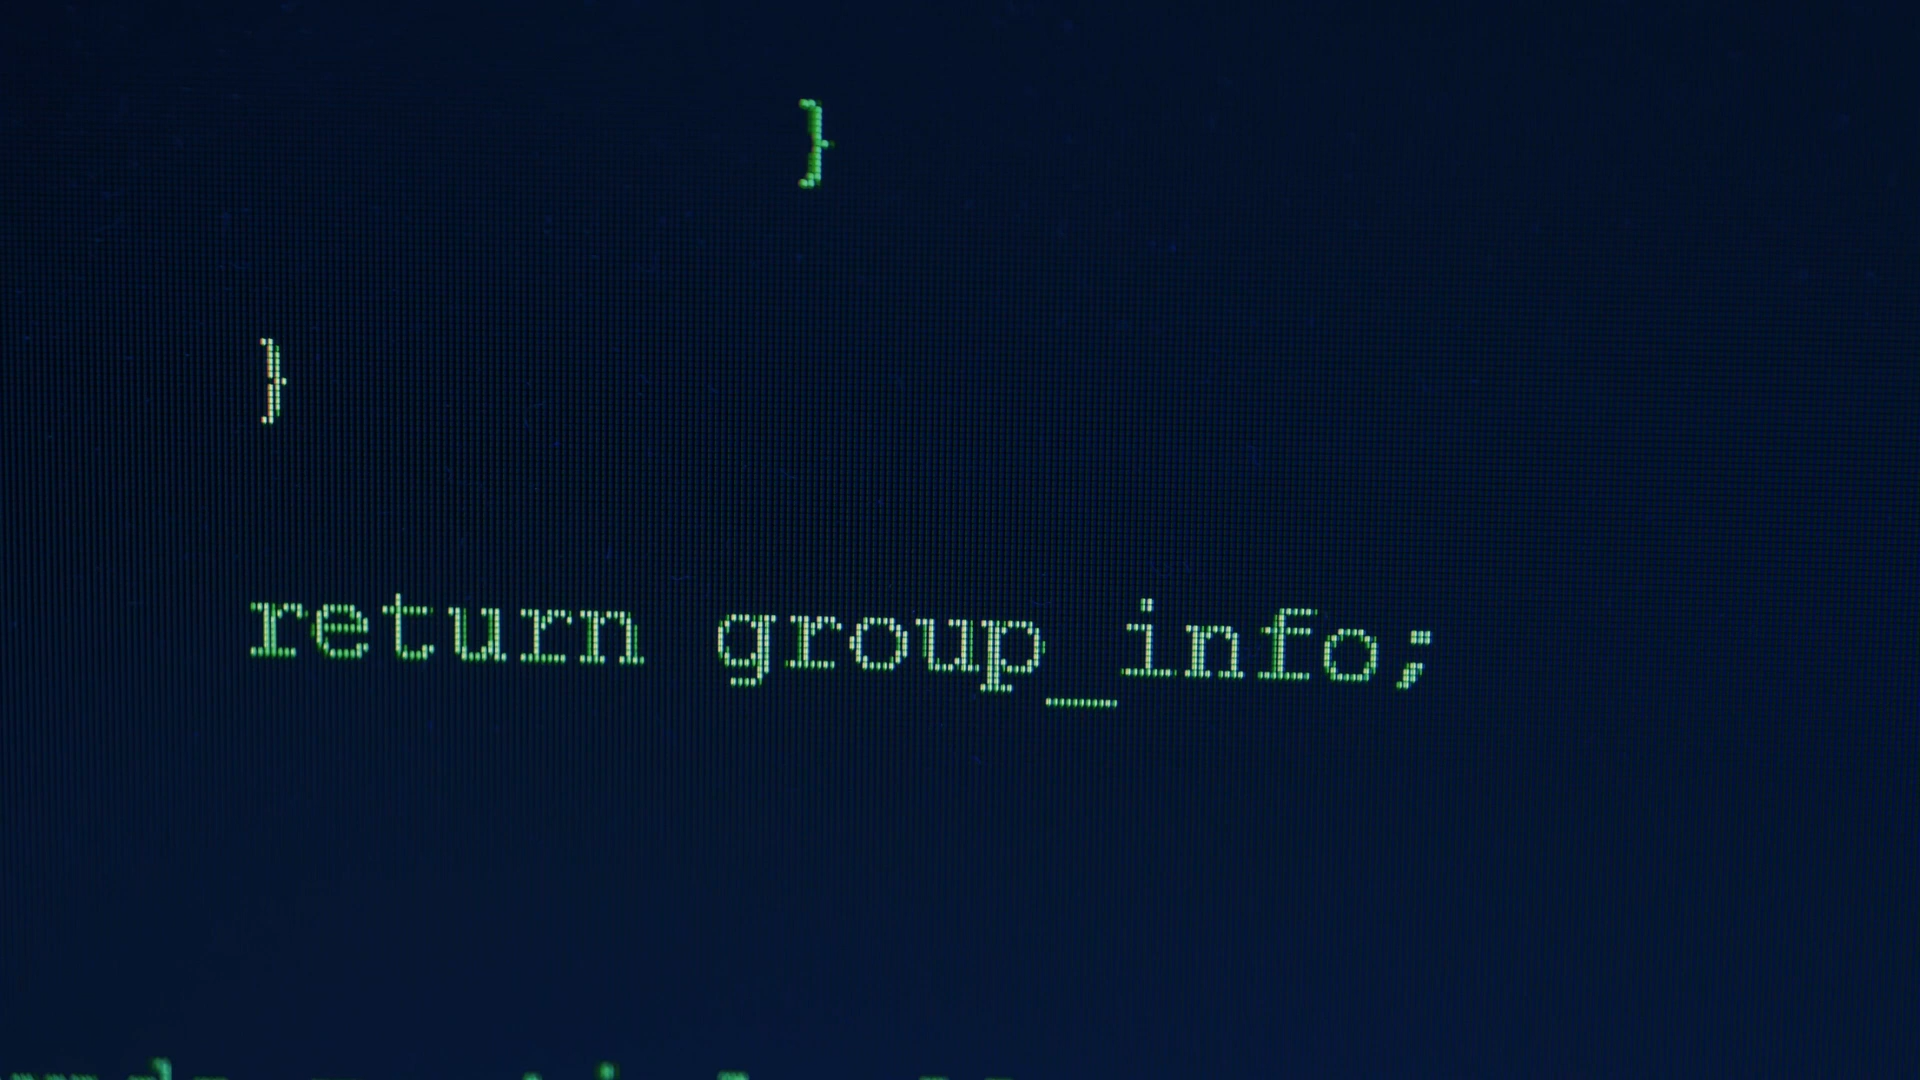 }
}
return group_info;